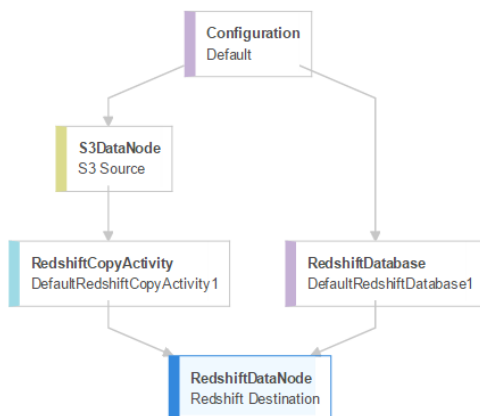 Configuration
Default
S3DataNode
S3 Source
RedshiftCopyActivity
DefaultRedshiftCopyActivity1
RedshiftDatabase
DefaultRedshiftDatabase1
RedshiftDataNode
Redshift Destination